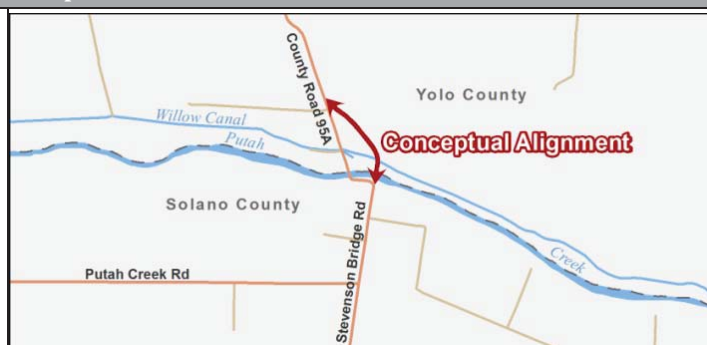 County Road 95A
Yolo County
Willow Canal
Putah
Conceptual Alignment
Solano County
Stevenson Bridge Rd
Creek
Putah Creek Rd